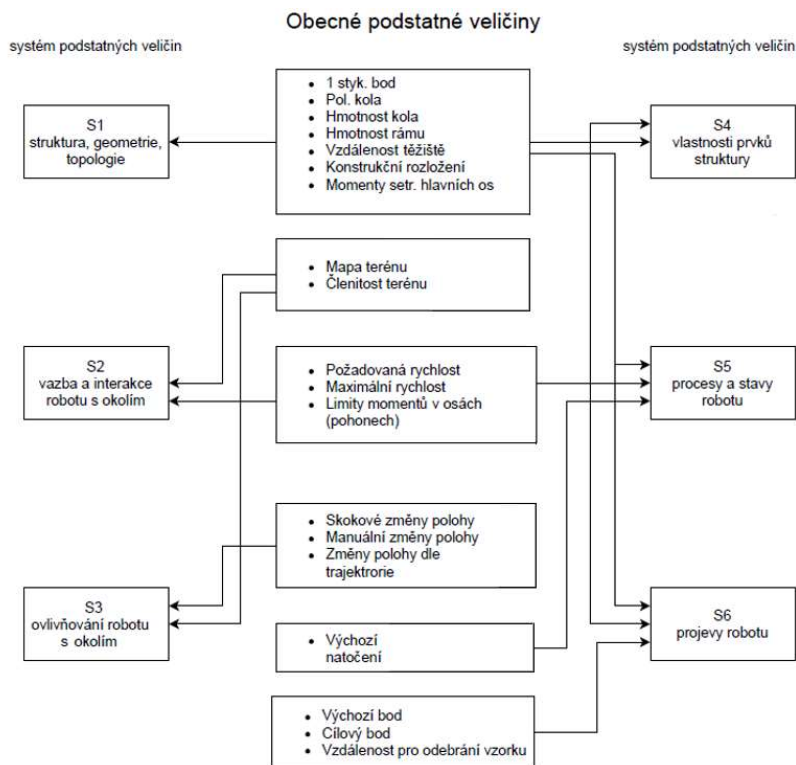 Obecné podstatné veličiny
systém podstatných veličin
systém podstatných veličin
S1
struktura, geometrie,
topologie
• 1 styk. bod
• Pol. kola
• Hmotnost kola
• Hmotnost rámu
• Vzdálenost těžiště
• Konstrukční rozložení
• Momenty setr. hlavních os
S4
vlastnosti prvků
struktury
• Mapa terénu
• Členitost terénu
S2
vazba a interakce
robotu s okolím
• Požadovaná rychlost
• Maximální rychlost
• Limity momentů v osách
(pohonech)
S5
procesy a stavy
robotu
• Skokové změny polohy
• Manuální změny polohy
• Změny polohy dle
trajektrorie
S3
ovlivňování robotu
s okolím
• Výchozí
natočení
S6
projevy robotu
• Výchozí bod
• Cílový bod
• Vzdálenost pro odebrání vzorku